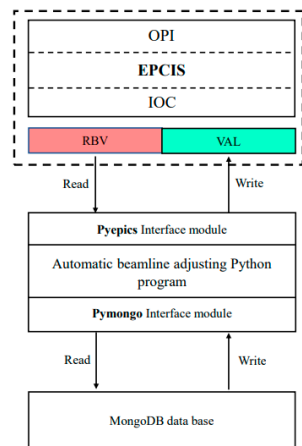 OPI
EPCIS
IOC
RBV VAL
Read Write
Pyepics Interface module
Automatic beamline adjusting Python
program
Pymongo Interface module
Read Write
MongoDB data base